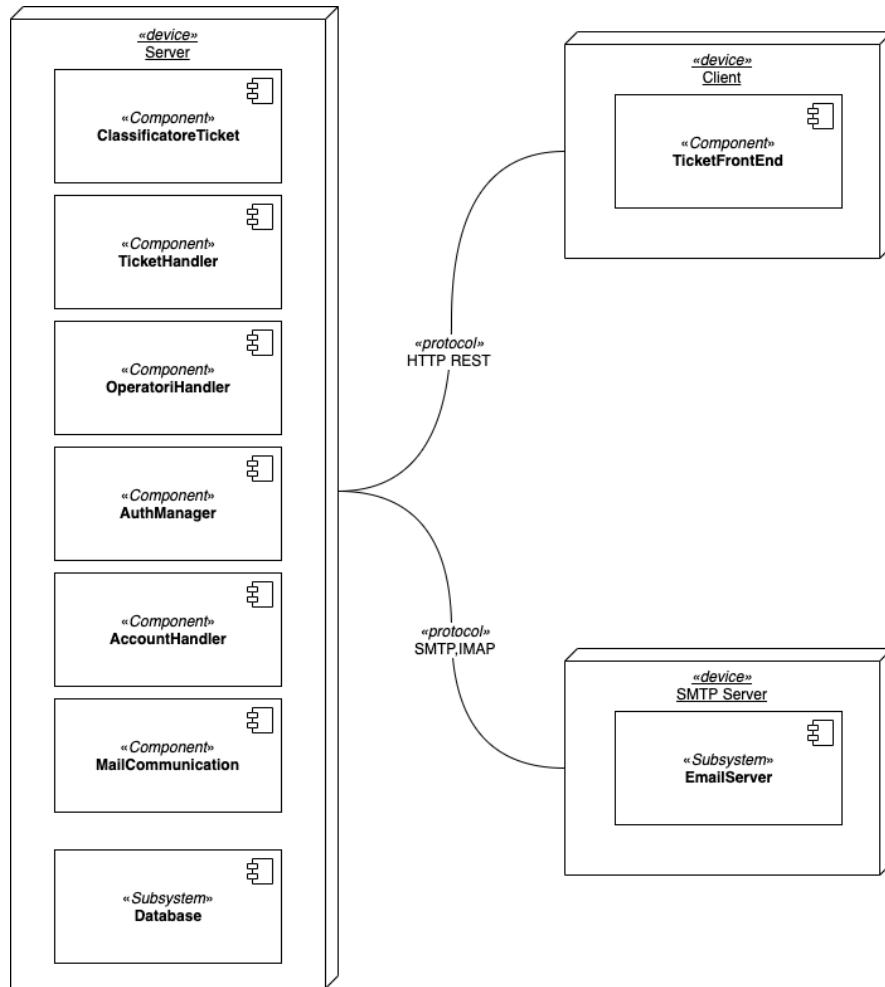 «device»
Server
«Component»
ClassificatoreTicket
«Component»
TicketHandler
«Component»
OperatoriHandler
«Component»
AuthManager
«Component»
AccountHandler
«Component»
MailCommunication
«Subsystem»
Database
«protocol»
HTTP REST
«protocol»
SMTP,IMAP
«device»
Client
«Component»
TicketFrontEnd
«device»
SMTP Server
«Subsystem»
EmailServer